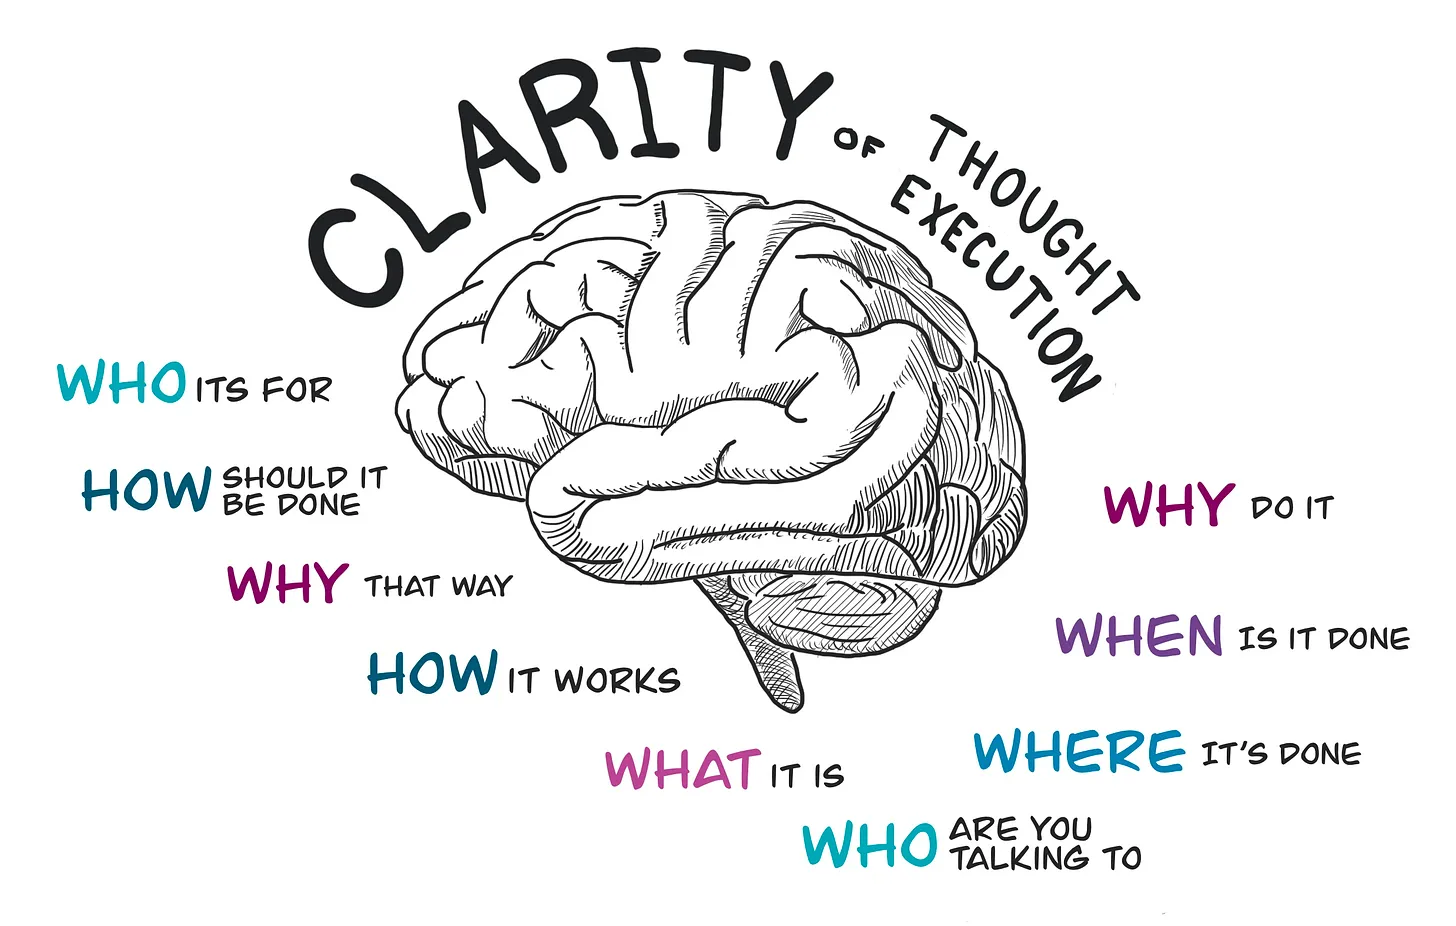 CLARITY OF THOUGHT
EXECUTION
WHO ITS FOR
HOW SHOULD IT
BE DONE
WHY THAT WAY
HOW IT WORKS
WHAT IT IS
WHO ARE YOU
TALKING TO
WHERE IT'S DONE
WHEN IS IT DONE
WHY DO IT